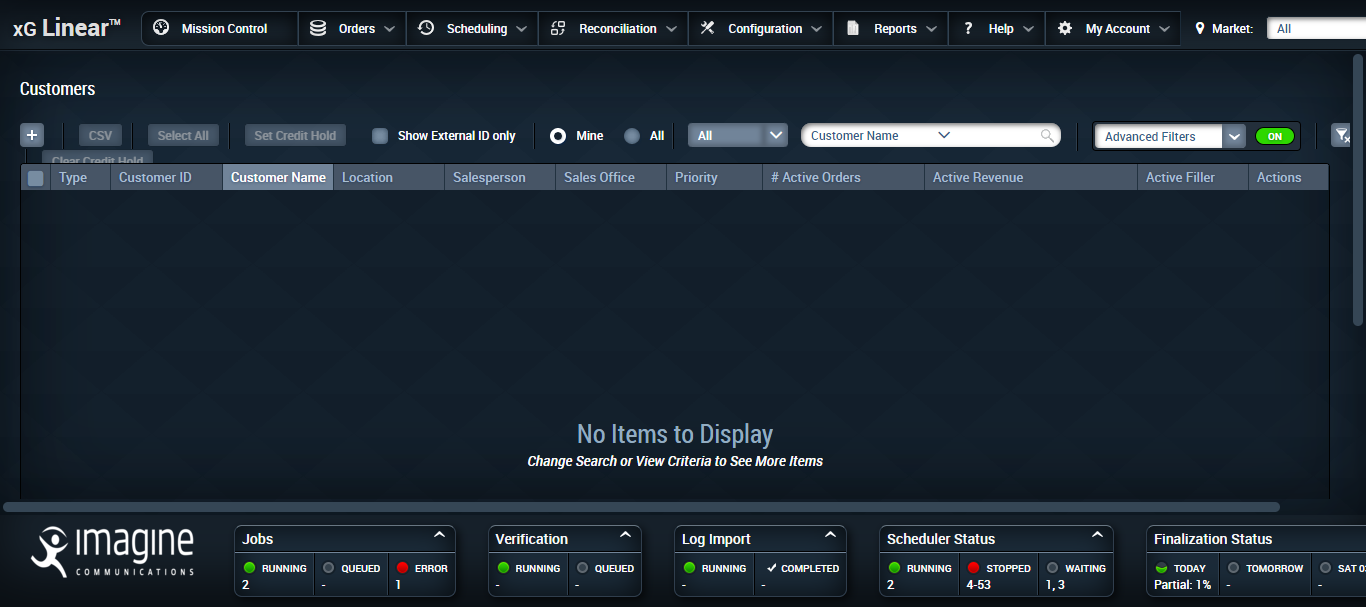 xG Linear™ Mission Control Orders Scheduling Reconciliation Configuration Reports ? Help My Account Market: All
Customers
+ CSV Select All Set Credit Hold Show External ID only Mine All All Customer Name Advanced Filters ON
Clear Credit Hold
Type Customer ID Customer Name Location Salesperson Sales Office Priority # Active Orders Active Revenue Active Filler Actions
No Items to Display
Change Search or View Criteria to See More Items
imagine
COMMUNICATIONS
Jobs Verification Log Import Scheduler Status Finalization Status
RUNNING QUEUED ERROR RUNNING QUEUED RUNNING COMPLETED RUNNING STOPPED WAITING TODAY TOMORROW SAT 03
2 - 1 - - - - 2 4-53 1, 3 Partial: 1% - -